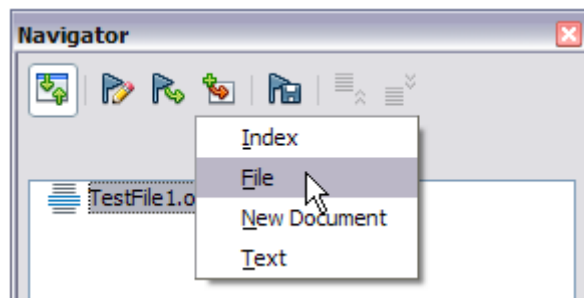 Navigator
Index
File
TestFile1.o
New Document
Text